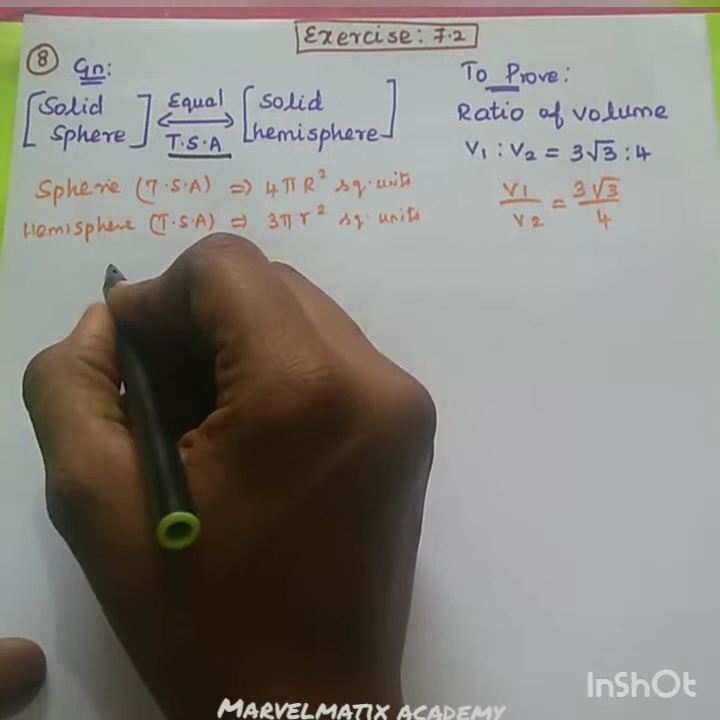 Exercise: 7.2
8 Gn:
[Solid Sphere] Equal T.S.A [Solid hemisphere]
Sphere (T.S.A) => 4πR² sq. units
Hemisphere (T.S.A) => 3πr² sq. units
To Prove:
Ratio of volume
V1 : V2 = 3√3 : 4
V1/V2 = 3√3/4
InShOt
MARVELMATIX ACADEMY